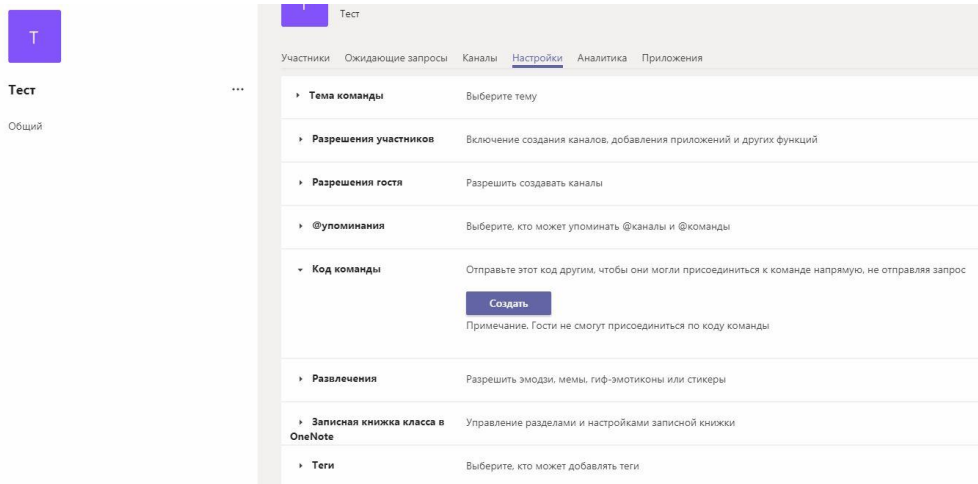 T
Тест
...
Общий
Т
Тест
Участники Ожидающие запросы Каналы Настройки Аналитика Приложения
Тема команды Выберите тему
Разрешения участников Включение создания каналов, добавления приложений и других функций
Разрешения гостя Разрешить создавать каналы
@упоминания Выберите, кто может упоминать @каналы и @команды
Код команды Отправьте этот код другим, чтобы они могли присоединиться к команде напрямую, не отправляя запрос
Создать
Примечание. Гости не смогут присоединиться по коду команды
Развлечения Разрешить эмодзи, мемы, гиф-эмотиконы или стикеры
Записная книжка класса в Управление разделами и настройками записной книжки
OneNote
Теги Выберите, кто может добавлять теги